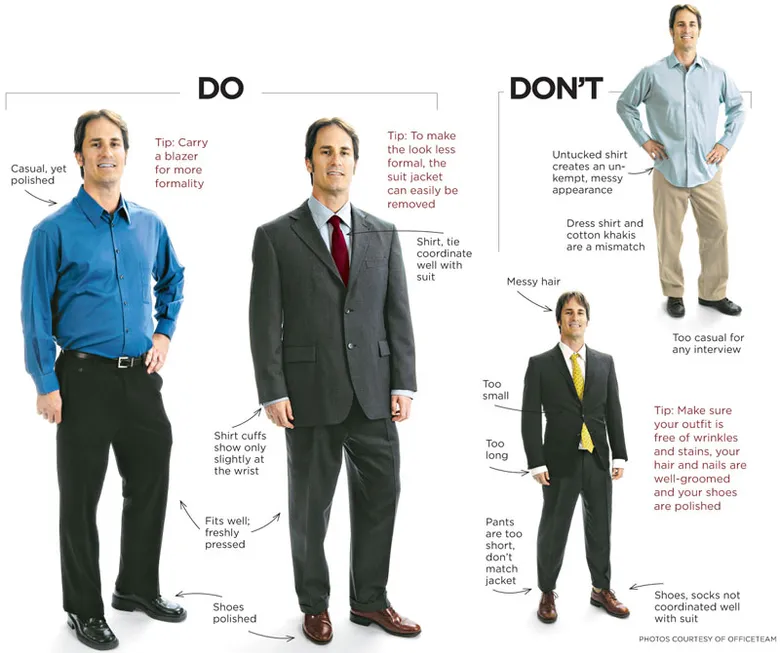 DO
DON'T
Casual, yet
polished
Tip: Carry
a blazer
for more
formality
Tip: To make
the look less
formal, the
suit jacket
can easily be
removed
Shirt, tie
coordinate
well with
suit
Shirt cuffs
show only
slightly at
the wrist
Fits well;
freshly
pressed
Shoes
polished
Untucked shirt
creates an un-
kempt, messy
appearance
Dress shirt and
cotton khakis
are a mismatch
Too casual for
any interview
Messy hair
Too
small
Too
long
Pants
are too
short,
don't
match
jacket
Tip: Make sure
your outfit is
free of wrinkles
and stains, your
hair and nails are
well-groomed
and your shoes
are polished
Shoes, socks not
coordinated well
with suit
PHOTOS COURTESY OF OFFICETEAM